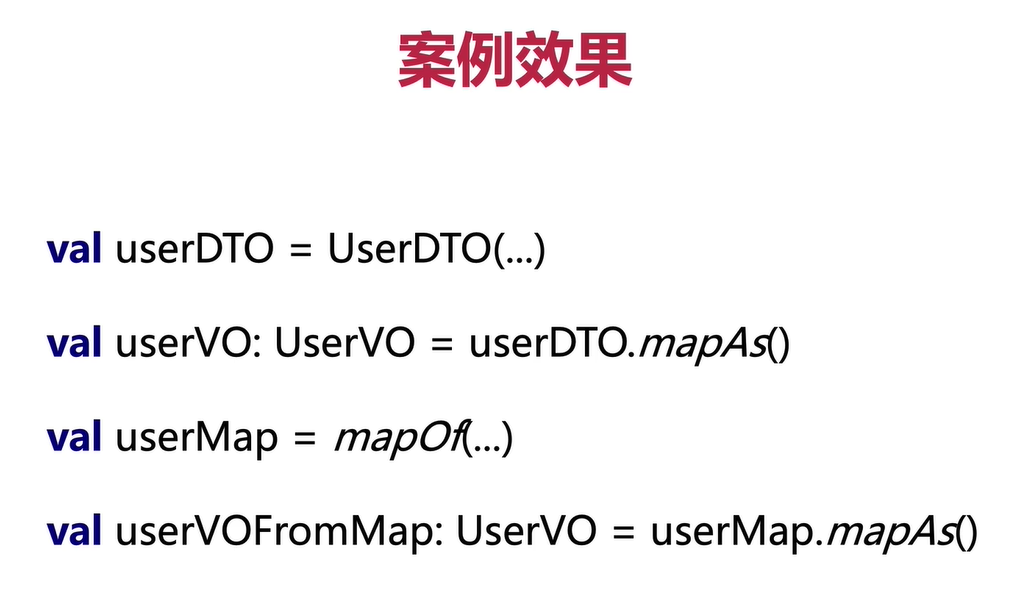 案例效果
val userDTO = UserDTO(...)
val userVO: UserVO = userDTO.mapAs()
val userMap = mapOf(...)
val userVOFromMap: UserVO = userMap.mapAs()